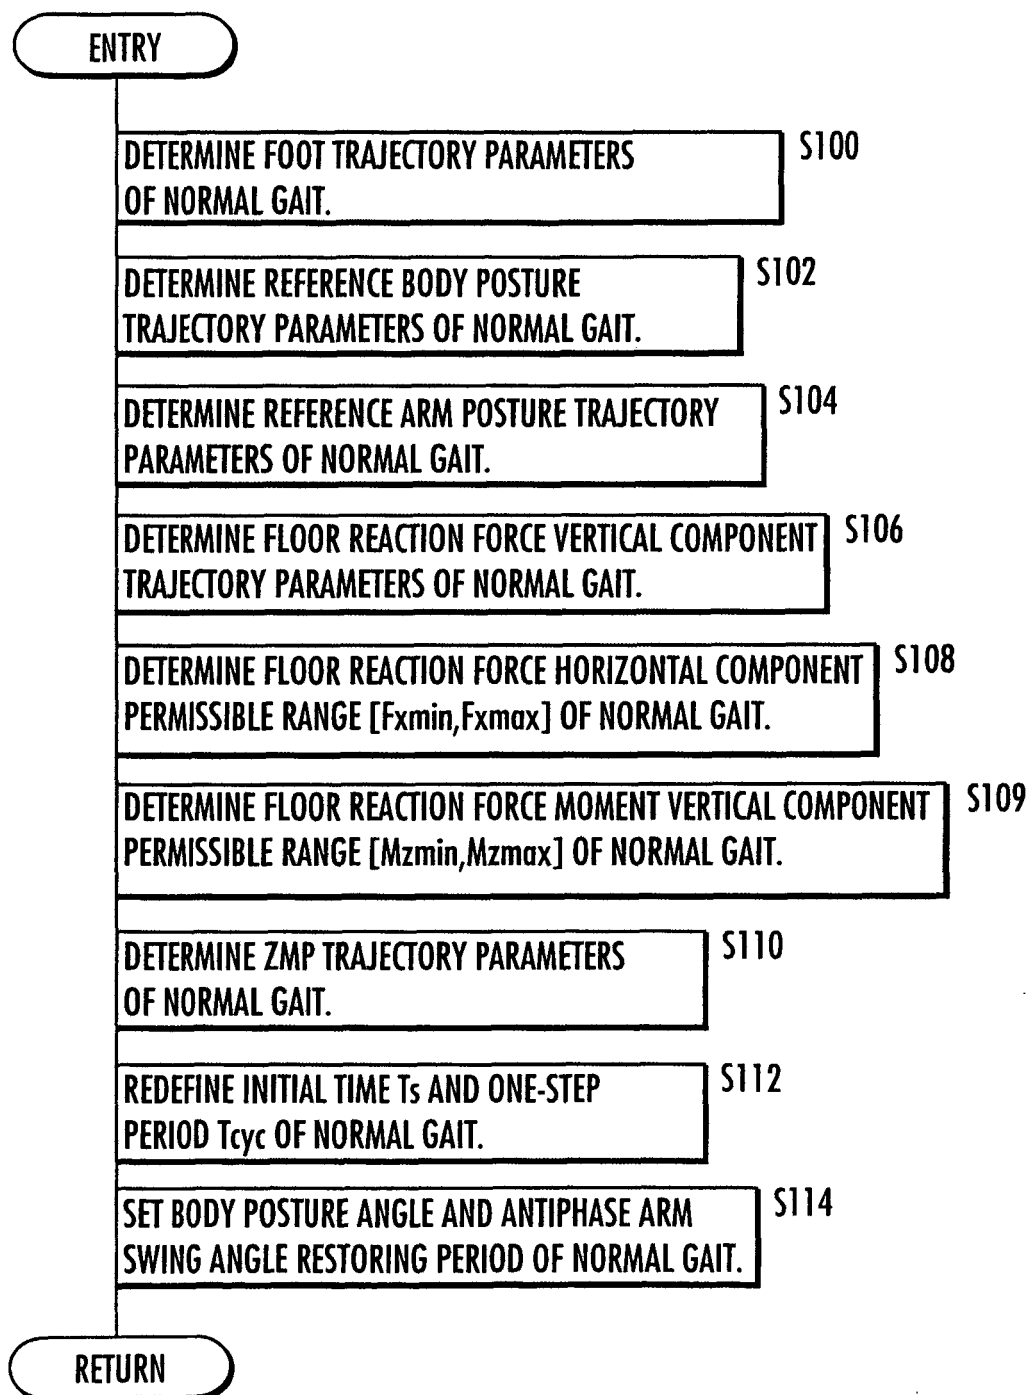 ENTRY
DETERMINE FOOT TRAJECTORY PARAMETERS
OF NORMAL GAIT.
S100
DETERMINE REFERENCE BODY POSTURE
TRAJECTORY PARAMETERS OF NORMAL GAIT.
S102
DETERMINE REFERENCE ARM POSTURE TRAJECTORY
PARAMETERS OF NORMAL GAIT.
S104
DETERMINE FLOOR REACTION FORCE VERTICAL COMPONENT
TRAJECTORY PARAMETERS OF NORMAL GAIT.
S106
DETERMINE FLOOR REACTION FORCE HORIZONTAL COMPONENT
PERMISSIBLE RANGE [Fxmin,Fxmax] OF NORMAL GAIT.
S108
DETERMINE FLOOR REACTION FORCE MOMENT VERTICAL COMPONENT
PERMISSIBLE RANGE [Mzmin,Mzmax] OF NORMAL GAIT.
S109
DETERMINE ZMP TRAJECTORY PARAMETERS
OF NORMAL GAIT.
S110
REDEFINE INITIAL TIME Ts AND ONE-STEP
PERIOD Tcyc OF NORMAL GAIT.
S112
SET BODY POSTURE ANGLE AND ANTIPHASE ARM
SWING ANGLE RESTORING PERIOD OF NORMAL GAIT.
S114
RETURN